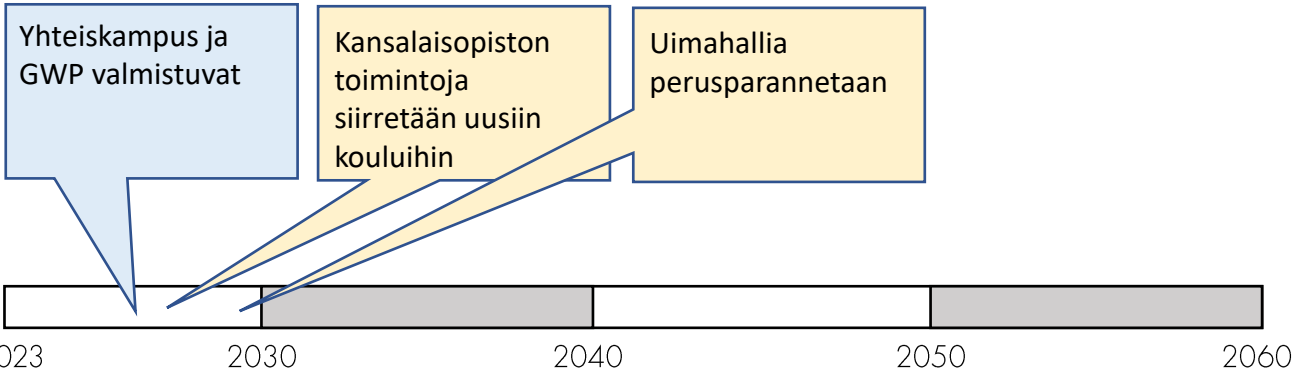 Yhteiskampus ja
GWP valmistuvat
Kansalaisopiston
toimintoja
siirretään uusiin
kouluihin
Uimahallia
perusparannetaan
023 2030 2040 2050 2060